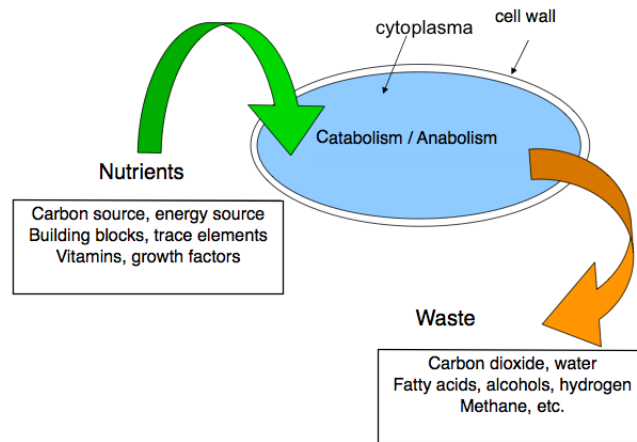 cell wall
cytoplasma
Catabolism / Anabolism
Nutrients
Carbon source, energy source
Building blocks, trace elements
Vitamins, growth factors
Waste
Carbon dioxide, water
Fatty acids, alcohols, hydrogen
Methane, etc.